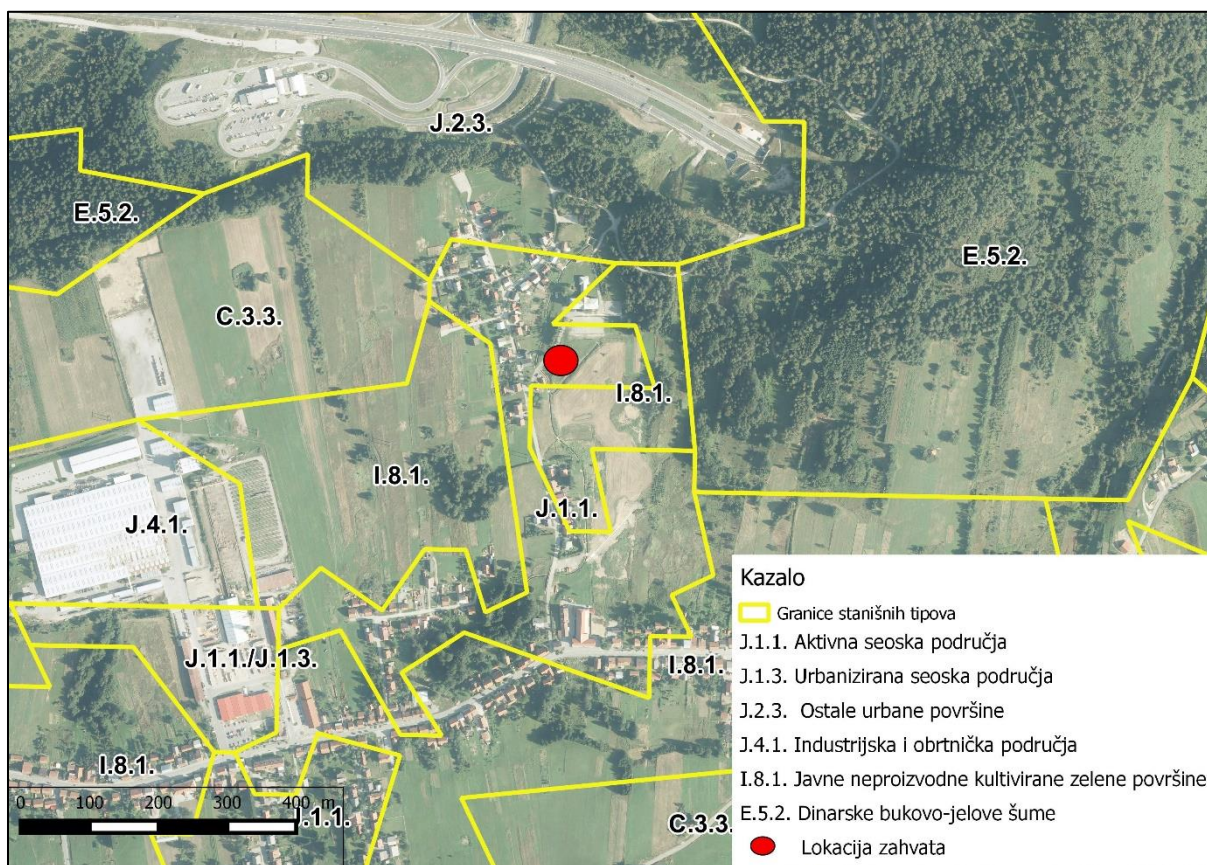 J.2.3.
E.5.2.
E.5.2.
C.3.3.
I.8.1.
I.8.1.
J.1.1.
J.4.1.
J.1.1./J.1.3.
I.8.1.
I.8.1.
J.1.1.
C.3.3.
0 100 200 300 400 m
Kazalo
Granice stanišnih tipova
J.1.1. Aktivna seoska područja
J.1.3. Urbanizirana seoska područja
J.2.3. Ostale urbane površine
J.4.1. Industrijska i obrtnička područja
I.8.1. Javne neproizvodne kultivirane zelene površine
E.5.2. Dinarske bukovo-jelove šume
Lokacija zahvata